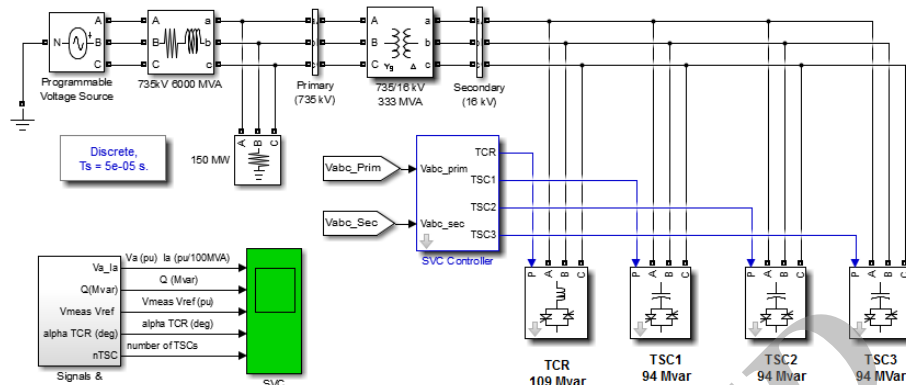 A A A a A a
N B B b b B b b
C C c c C Yg Δ c c
Programmable
Voltage Source
735kV 6000 MVA
Primary
(735 kV)
735/16 kV
333 MVA
Secondary
(16 kV)
Discrete,
Ts = 5e-05 s.
150 MW
A B C
Vabc_Prim
Vabc_prim
TCR
TSC1
TSC2
TSC3
Vabc_Sec
Vabc_sec
SVC Controller
Va_Ia
Va (pu) Ia (pu/100MVA)
Q(Mvar)
Q (Mvar)
Vmeas Vref
Vmeas Vref (pu)
alpha TCR (deg)
alpha TCR (deg)
nTSC
number of TSCs
Signals &
SVC
P A B C
P A B C
P A B C
P A B C
TCR
109 Mvar
TSC1
94 Mvar
TSC2
94 Mvar
TSC3
94 MVar